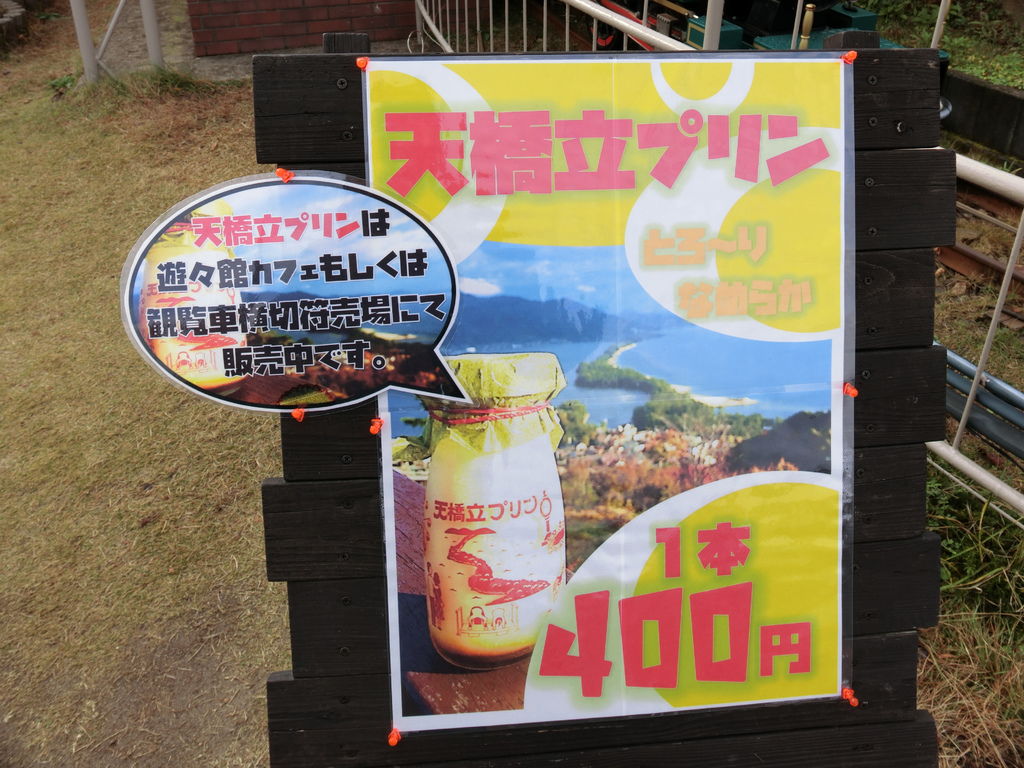 天橋立プリン
とろ〜り
なめらか
天橋立プリンは
遊々館カフェもしくは
観覧車横切符売場にて
販売中です。
天橋立プリン
1本
400円